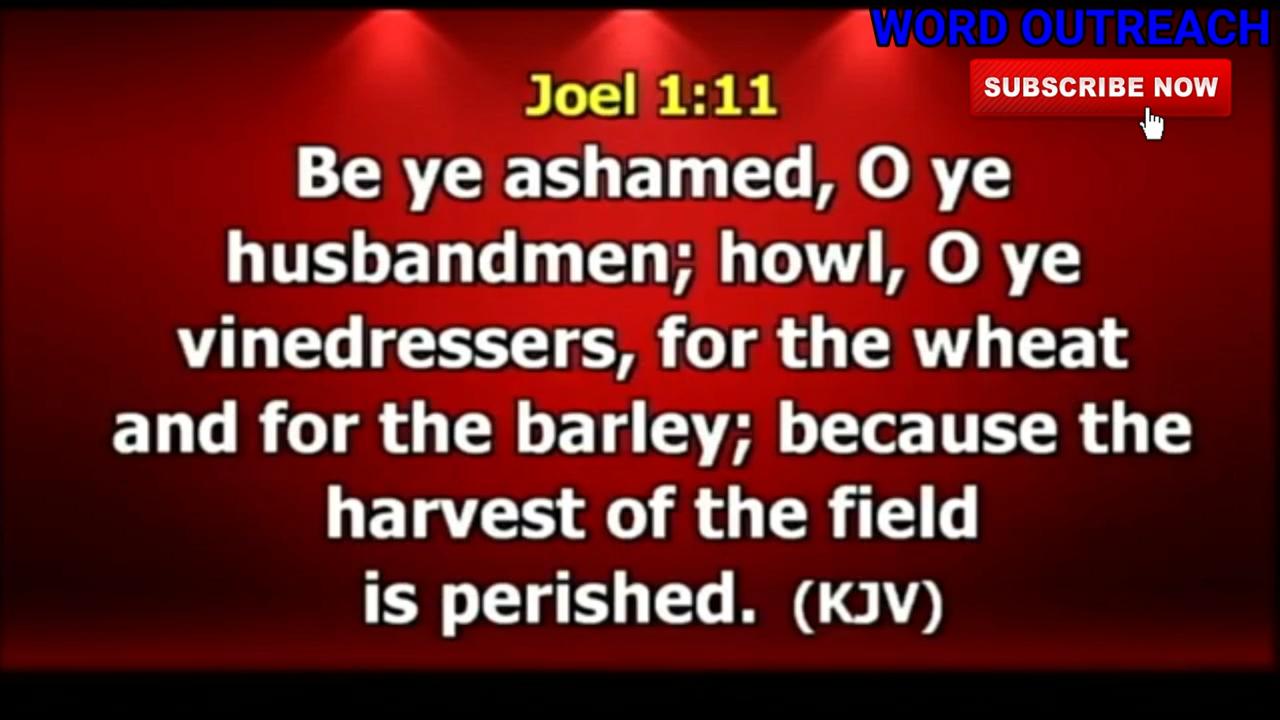 WORD OUTREACH
SUBSCRIBE NOW
Joel 1:11
Be ye ashamed, O ye
husbandmen; howl, O ye
vinedressers, for the wheat
and for the barley; because the
harvest of the field
is perished. (KJV)